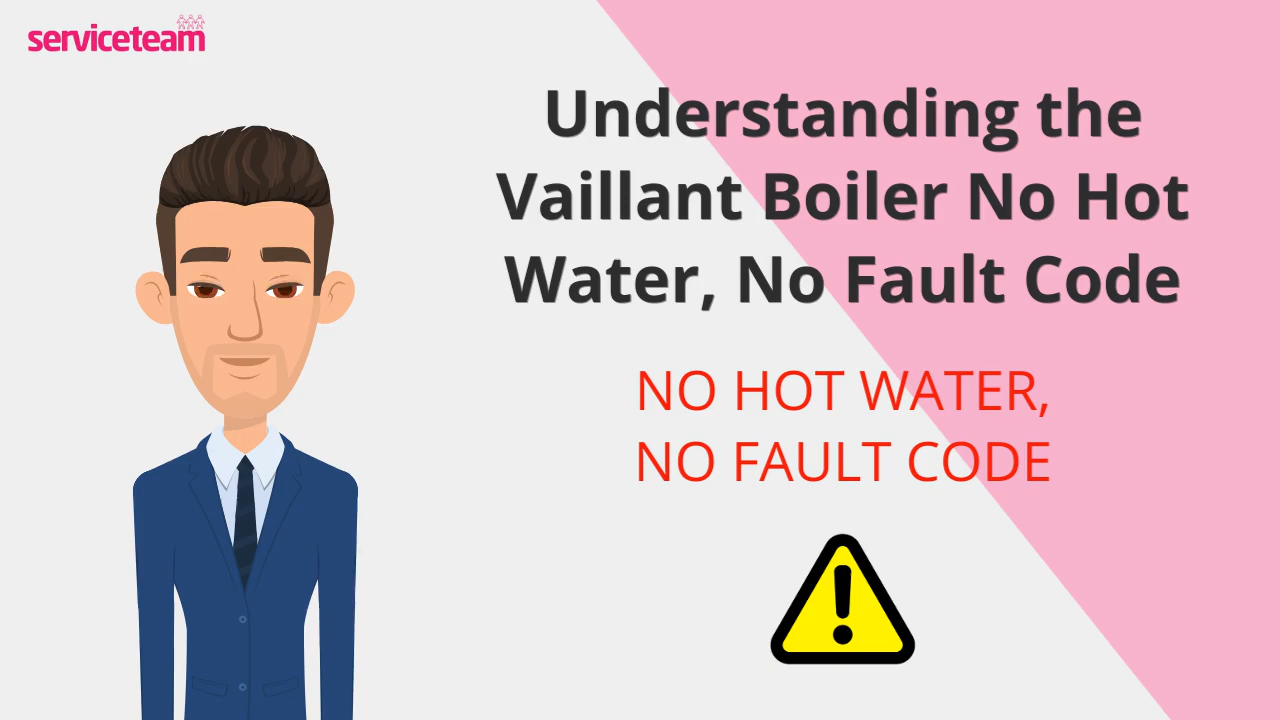 serviceteam
Understanding the
Vaillant Boiler No Hot
Water, No Fault Code
NO HOT WATER,
NO FAULT CODE